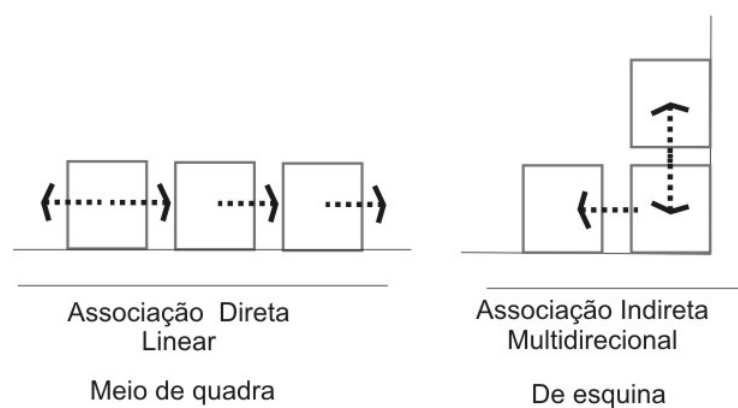 Associação Direta
Linear
Meio de quadra
Associação Indireta
Multidirecional
De esquina